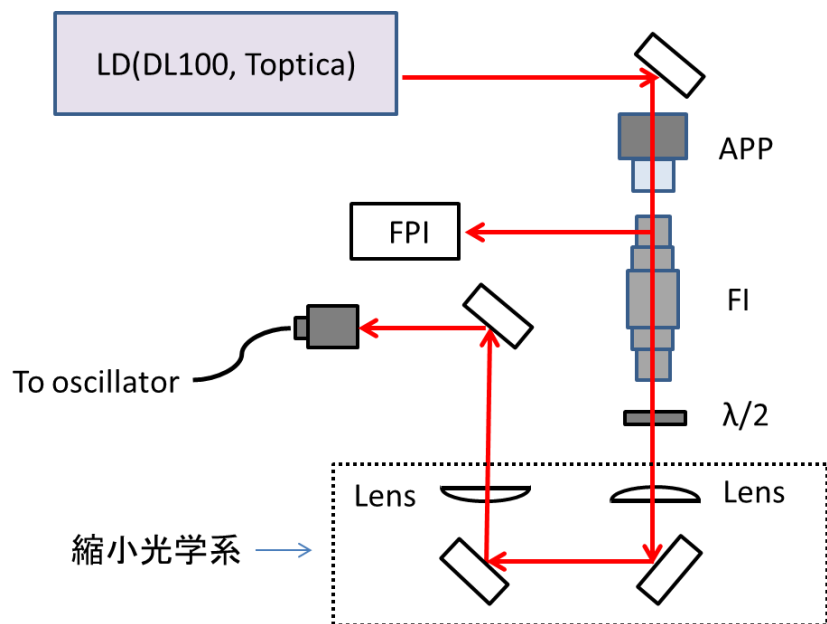 LD(DL100, Toptica)
APP
FPI
FI
To oscillator
λ/2
Lens
Lens
縮小光学系